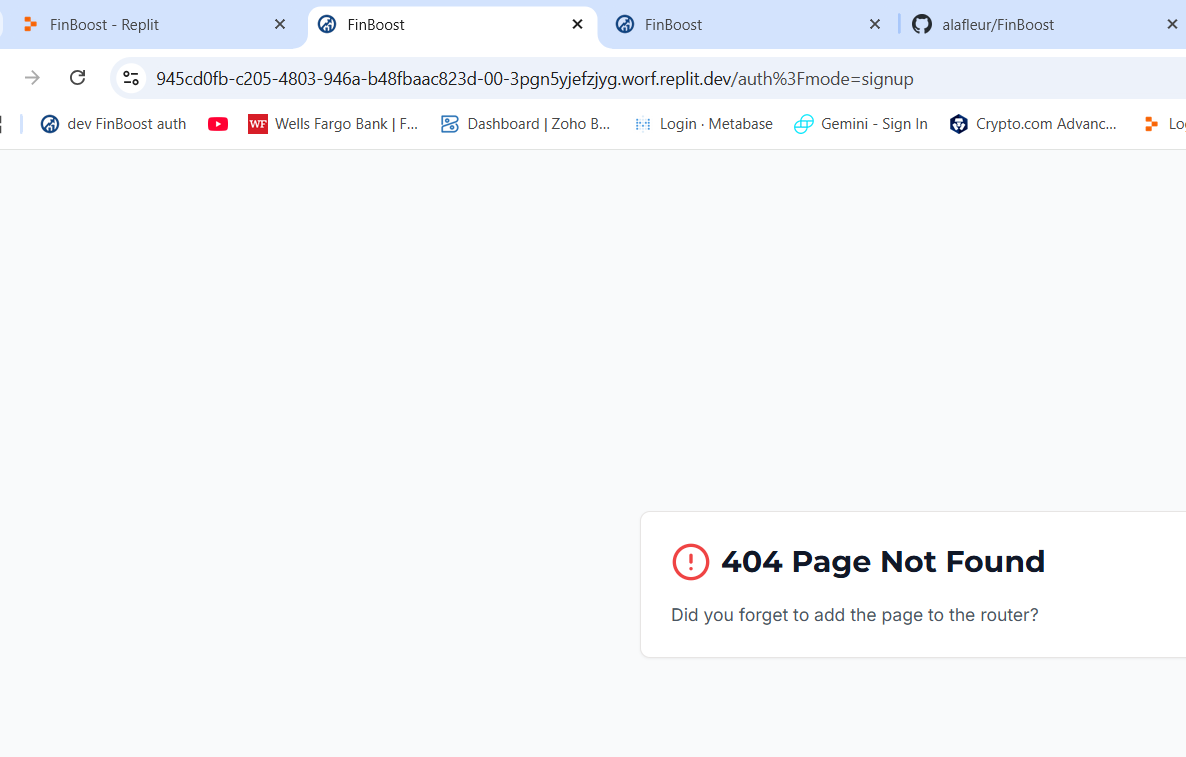 FinBoost - Replit
FinBoost
FinBoost
alafleur/FinBoost
945cd0fb-c205-4803-946a-b48fbaac823d-00-3pgn5yjefzjyg.worf.replit.dev/auth%3Fmode=signup
dev FinBoost auth
WF
Wells Fargo Bank | F...
Dashboard | Zoho B...
Login · Metabase
Gemini - Sign In
Crypto.com Advanc...
Lo
404 Page Not Found
Did you forget to add the page to the router?